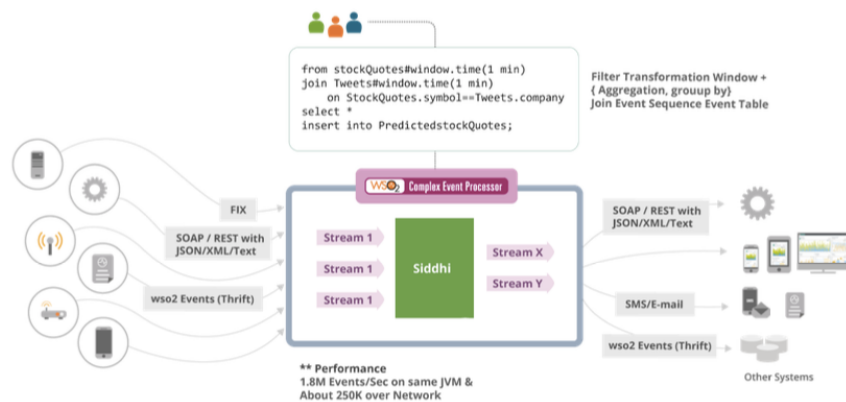 from stockQuotes#window.time(1 min)
join Tweets#window.time(1 min)
on StockQuotes.symbol==Tweets.company
select *
insert into PredictedstockQuotes;
Filter Transformation Window +
{ Aggregation, grouup by}
Join Event Sequence Event Table
WSO2 Complex Event Processor
FIX
SOAP / REST with
JSON/XML/Text
wso2 Events (Thrift)
Stream 1
Stream 1
Stream 1
Siddhi
Stream X
Stream Y
SOAP / REST with
JSON/XML/Text
SMS/E-mail
wso2 Events (Thrift)
Other Systems
** Performance
1.8M Events/Sec on same JVM &
About 250K over Network